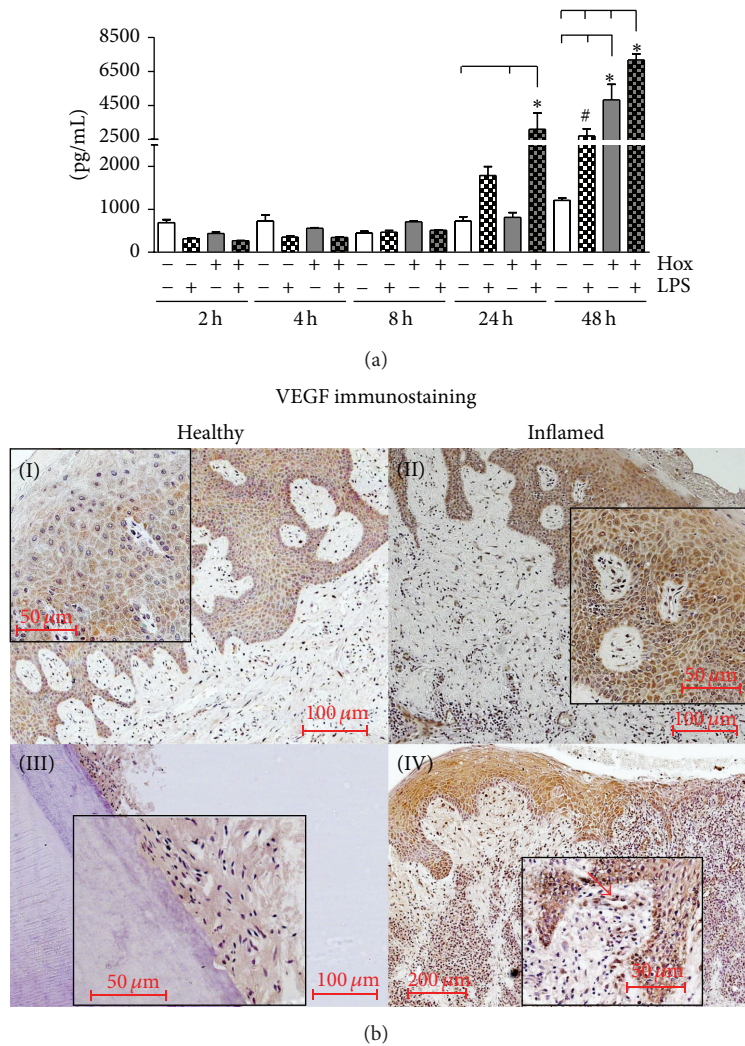 8500
6500
4500
2500
2000
1000
0
(pg/mL)
* # * *
− − + + − − + + − − + + − − + + − − + + Hox
− + − + − + − + − + − + − + − + − + − + LPS
2 h 4 h 8 h 24 h 48 h
(a)
VEGF immunostaining
Healthy Inflamed
(I) (II)
50 μm 50 μm
100 μm 100 μm
(III) (IV)
50 μm 100 μm 200 μm 50 μm
(b)